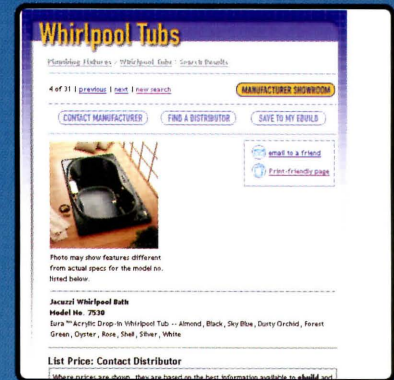 Whirlpool Tubs
Plumbing Fixtures / Whirlpool Tubs / Search Results
4 of 31 | previous | next | new search
MANUFACTURER SHOWROOM
CONTACT MANUFACTURER
FIND A DISTRIBUTOR
SAVE TO MY EBUILD
email to a friend
Print-friendly page
Photo may show features different
from actual specs for the model no.
listed below.
Jacuzzi Whirlpool Bath
Model No. 7530
Eura™ Acrylic Drop-In Whirlpool Tub -- Almond, Black, Sky Blue, Dusty Orchid, Forest
Green, Oyster, Rose, Shell, Silver, White
List Price: Contact Distributor
Where prices are shown, they are based on the best information available to ebuild and